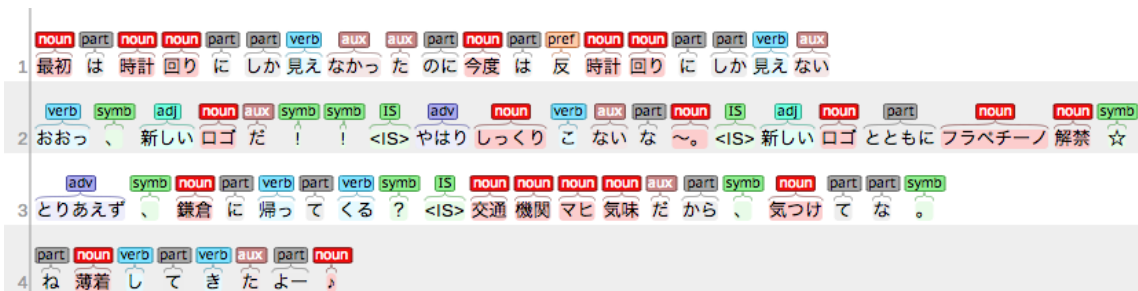 noun part noun noun part part verb aux aux part noun part pref noun noun part part verb aux
1 最初 は 時計 回り に しか 見え なかっ た のに 今度 は 反 時計 回り に しか 見え ない
verb symb adj noun aux symb symb IS adv noun verb aux part noun IS adj noun part noun noun symb
2 おおっ 、 新しい ロゴ だ ! ! <IS> やはり しっくり こ ない な 〜。 <IS> 新しい ロゴ とともに フラペチーノ 解禁 ☆
adv symb noun part verb part verb symb IS noun noun noun noun aux part symb noun part part symb
3 とりあえず 、 鎌倉 に 帰っ て くる ? <IS> 交通 機関 マヒ 気味 だ から 、 気つけ て な 。
part noun verb part verb aux part noun
4 ね 薄着 し て き た よー ♪